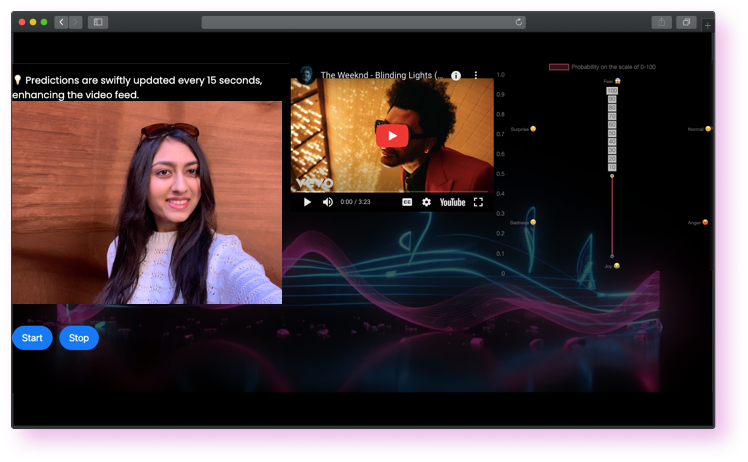 💡 Predictions are swiftly updated every 15 seconds,
enhancing the video feed.
Start
Stop
The Weeknd - Blinding Lights (...
vevo
0:00 / 3:23
CC
YouTube
Probability on the scale of 0-100
1.0
0.9
0.8
0.7
0.6
0.5
0.4
0.3
0.2
0.1
0
Fear 😱
100
90
80
70
60
50
40
30
20
10
Surprise
Normal
Sadness
Anger
Joy